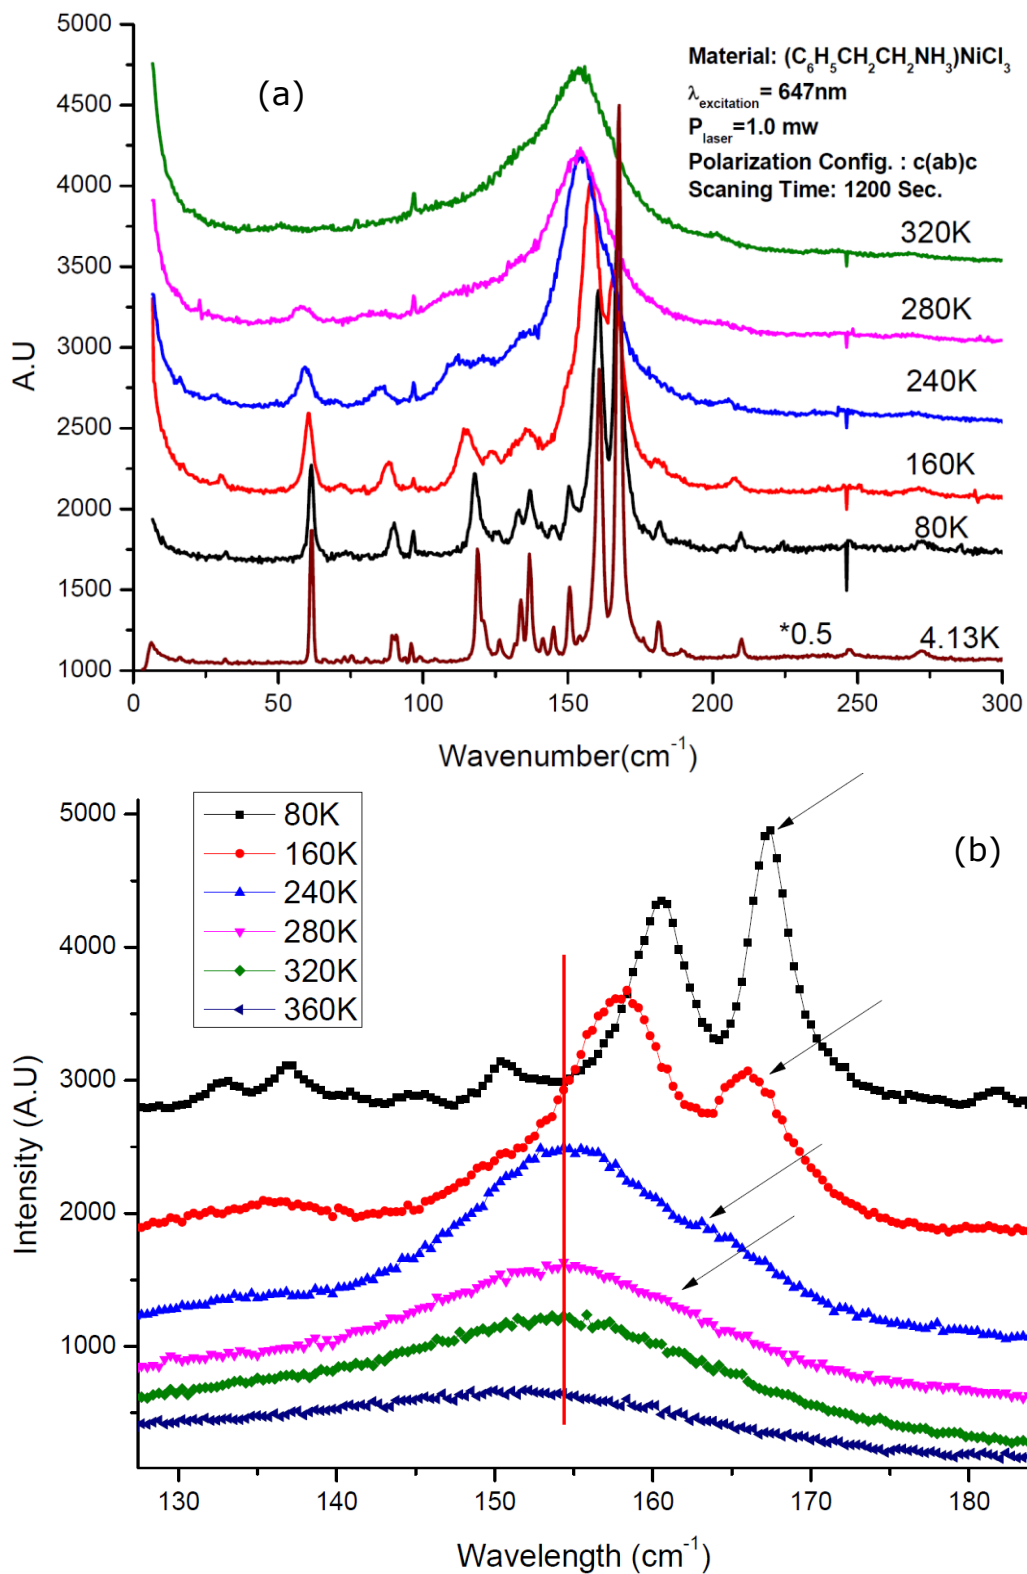 5000
4500
4000
3500
3000
2500
2000
1500
1000
A.U
(a)
Material: (C6H5CH2CH2NH3)NiCl3
λexcitation= 647nm
Plaser=1.0 mw
Polarization Config. : c(ab)c
Scaning Time: 1200 Sec.
320K
280K
240K
160K
80K
*0.5
4.13K
0 50 100 150 200 250 300
Wavenumber(cm-1)
80K
160K
240K
280K
320K
360K
(b)
5000
4000
3000
2000
1000
Intensity (A.U)
130 140 150 160 170 180
Wavelength (cm-1)